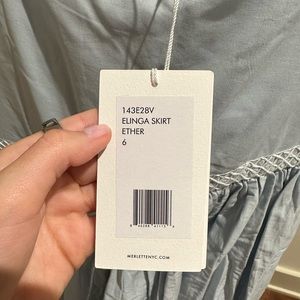 143E28V
ELINGA SKIRT
ETHER
6
MERLETTENYC.COM